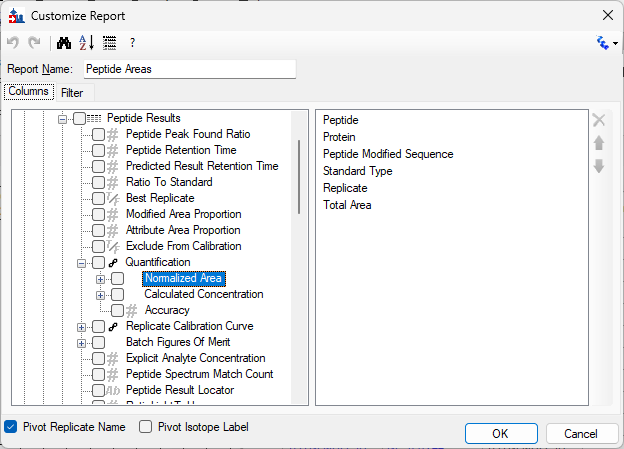 Customize Report
A
Z
?
Report Name: Peptide Areas
Columns
Filter
Peptide Results
# Peptide Peak Found Ratio
# Peptide Retention Time
# Predicted Result Retention Time
# Ratio To Standard
T/F Best Replicate
# Modified Area Proportion
# Attribute Area Proportion
T/F Exclude From Calibration
Quantification
Normalized Area
Calculated Concentration
# Accuracy
Replicate Calibration Curve
Batch Figures Of Merit
# Explicit Analyte Concentration
# Peptide Spectrum Match Count
Ab Peptide Result Locator
Peptide
Protein
Peptide Modified Sequence
Standard Type
Replicate
Total Area
Pivot Replicate Name
Pivot Isotope Label
OK
Cancel